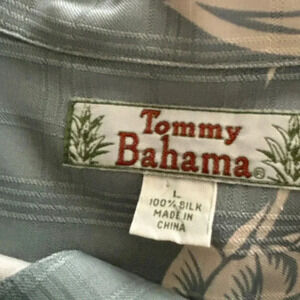 Tommy
Bahama®
L
100% SILK
MADE IN
CHINA